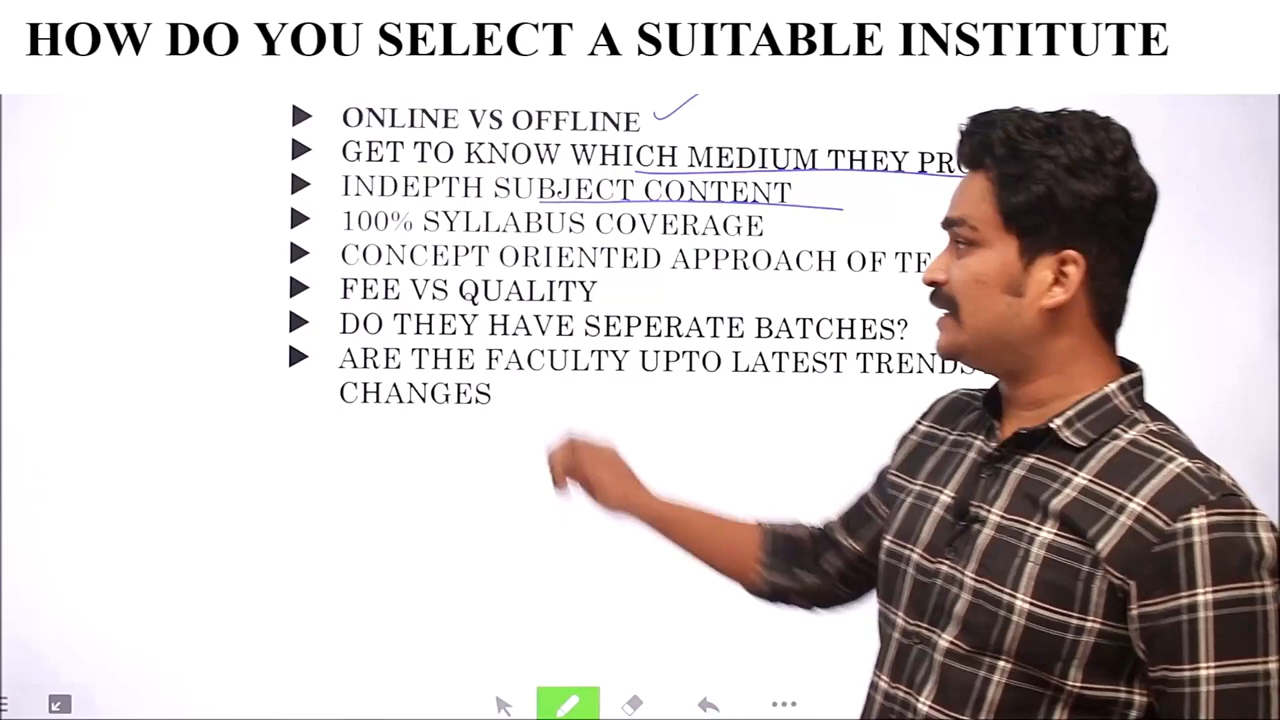 HOW DO YOU SELECT A SUITABLE INSTITUTE
ONLINE VS OFFLINE
GET TO KNOW WHICH MEDIUM THEY
INDEPTH SUBJECT CONTENT
100% SYLLABUS COVERAGE
CONCEPT ORIENTED APPROACH OF
FEE VS QUALITY
DO THEY HAVE SEPERATE BATCHES?
ARE THE FACULTY UPTO LATEST TRENDS
CHANGES